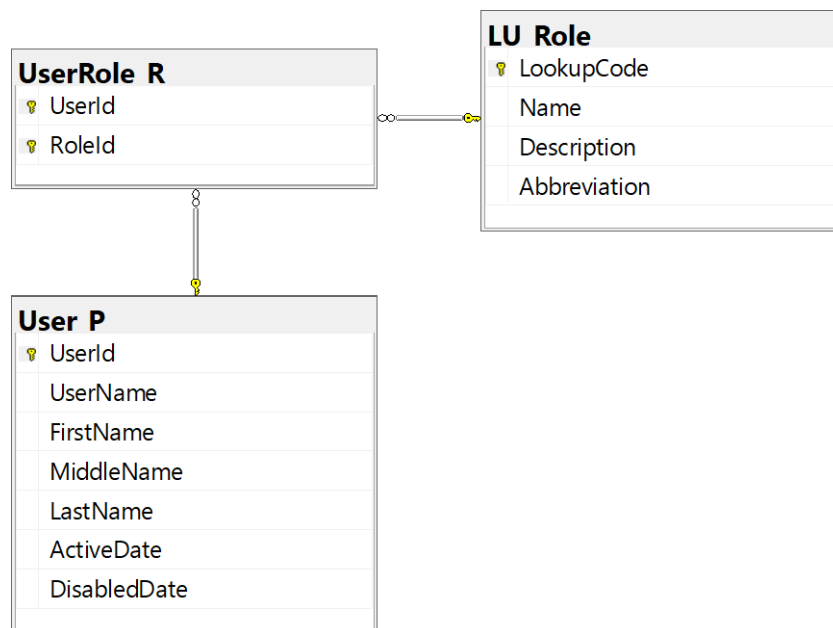 UserRole_R
UserId
RoleId
LU_Role
LookupCode
Name
Description
Abbreviation
User_P
UserId
UserName
FirstName
MiddleName
LastName
ActiveDate
DisabledDate